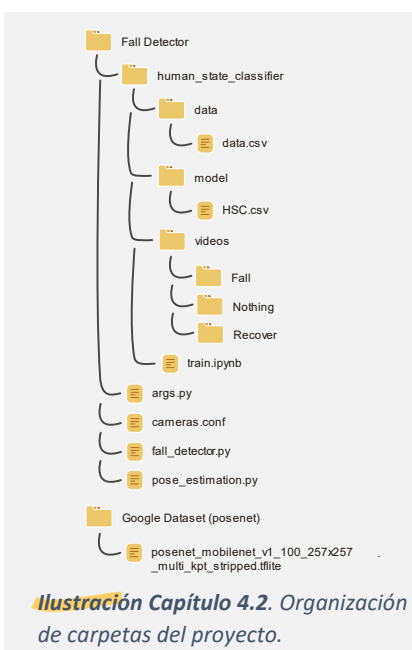 Fall Detector
human_state_classifier
data
data.csv
model
HSC.csv
videos
Fall
Nothing
Recover
train.ipynb
args.py
cameras.conf
fall_detector.py
pose_estimation.py
Google Dataset (posenet)
posenet_mobilenet_v1_100_257x257 .
_multi_kpt_stripped.tflite
Ilustración Capítulo 4.2. Organización
de carpetas del proyecto.